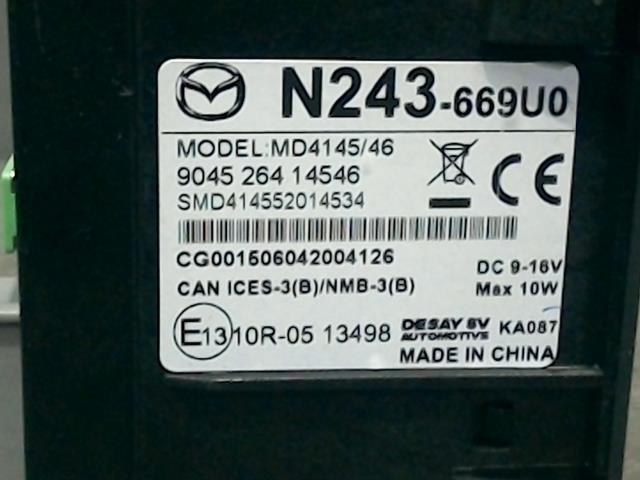 N243-669U0
MODEL:MD4145/46
9045 264 14546
SMD414552014534
CE
CG001506042004126
DC 9-16V
CAN ICES-3(B)/NMB-3(B)
Max 10W
E13 10R-05 13498 DESAY SV AUTOMOTIVE KA087
MADE IN CHINA